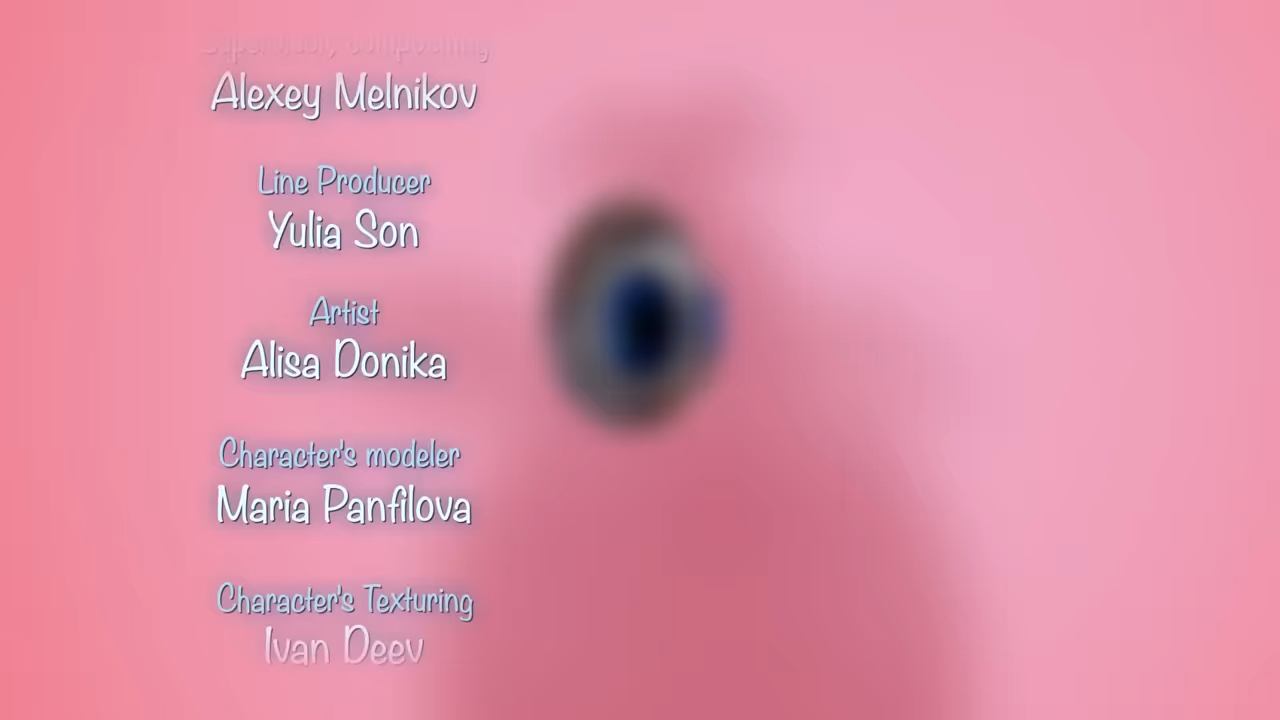 Alexey Melnikov
Line Producer
Yulia Son
Artist
Alisa Donika
Character's modeler
Maria Panfilova
Character's Texturing
Ivan Deev